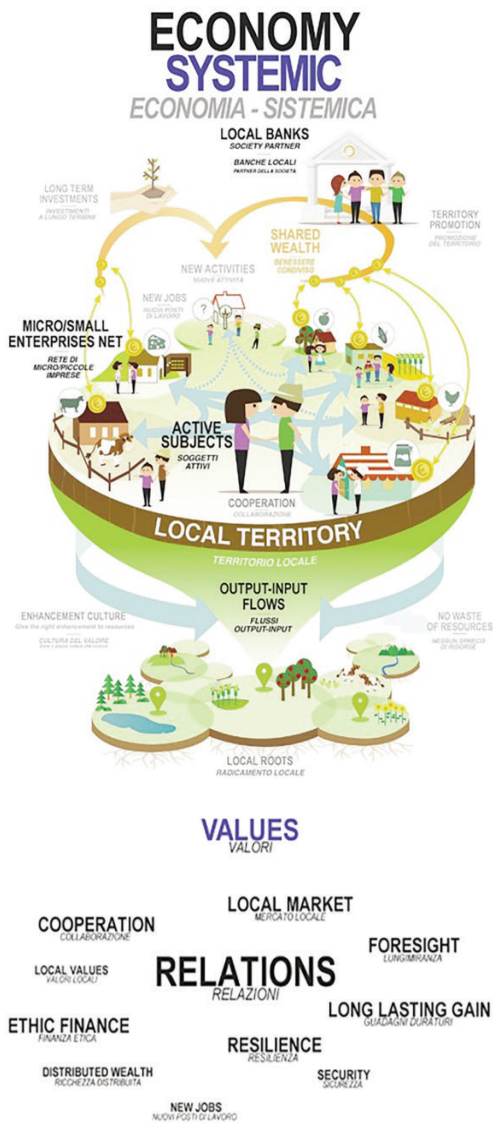 ECONOMY
SYSTEMIC
ECONOMIA - SISTEMICA
LOCAL BANKS
SOCIETY PARTNER
BANCHE LOCALI
PARTNER DELLA SOCIETÀ
LONG TERM
INVESTMENTS
INVESTIMENTI
A LUNGO TERMINE
TERRITORY
PROMOTION
PROMOZIONE
DEL TERRITORIO
SHARED
WEALTH
BENESSERE
CONDIVISO
NEW ACTIVITIES
NUOVE ATTIVITÀ
NEW JOBS
NUOVI POSTI
DI LAVORO
?
MICRO/SMALL
ENTERPRISES NET
RETE DI
MICRO/PICCOLE
IMPRESE
ACTIVE
SUBJECTS
SOGGETTI
ATTIVI
COOPERATION
COLLABORAZIONE
LOCAL TERRITORY
TERRITORIO LOCALE
OUTPUT-INPUT
FLOWS
FLUSSI
OUTPUT-INPUT
ENHANCEMENT CULTURE
Give the right enhancement to resources
CULTURA DEL VALORE
NO WASTE
OF RESOURCES
NESSUN SPRECO
DI RISORSE
LOCAL ROOTS
RADICAMENTO LOCALE
VALUES
VALORI
LOCAL MARKET
MERCATO LOCALE
COOPERATION
COLLABORAZIONE
FORESIGHT
LUNGIMIRANZA
LOCAL VALUES
VALORI LOCALI
RELATIONS
RELAZIONI
LONG LASTING GAIN
GUADAGNI DURATURI
ETHIC FINANCE
FINANZA ETICA
RESILIENCE
RESILIENZA
DISTRIBUTED WEALTH
RICCHEZZA DISTRIBUITA
SECURITY
SICUREZZA
NEW JOBS
NUOVI POSTI DI LAVORO